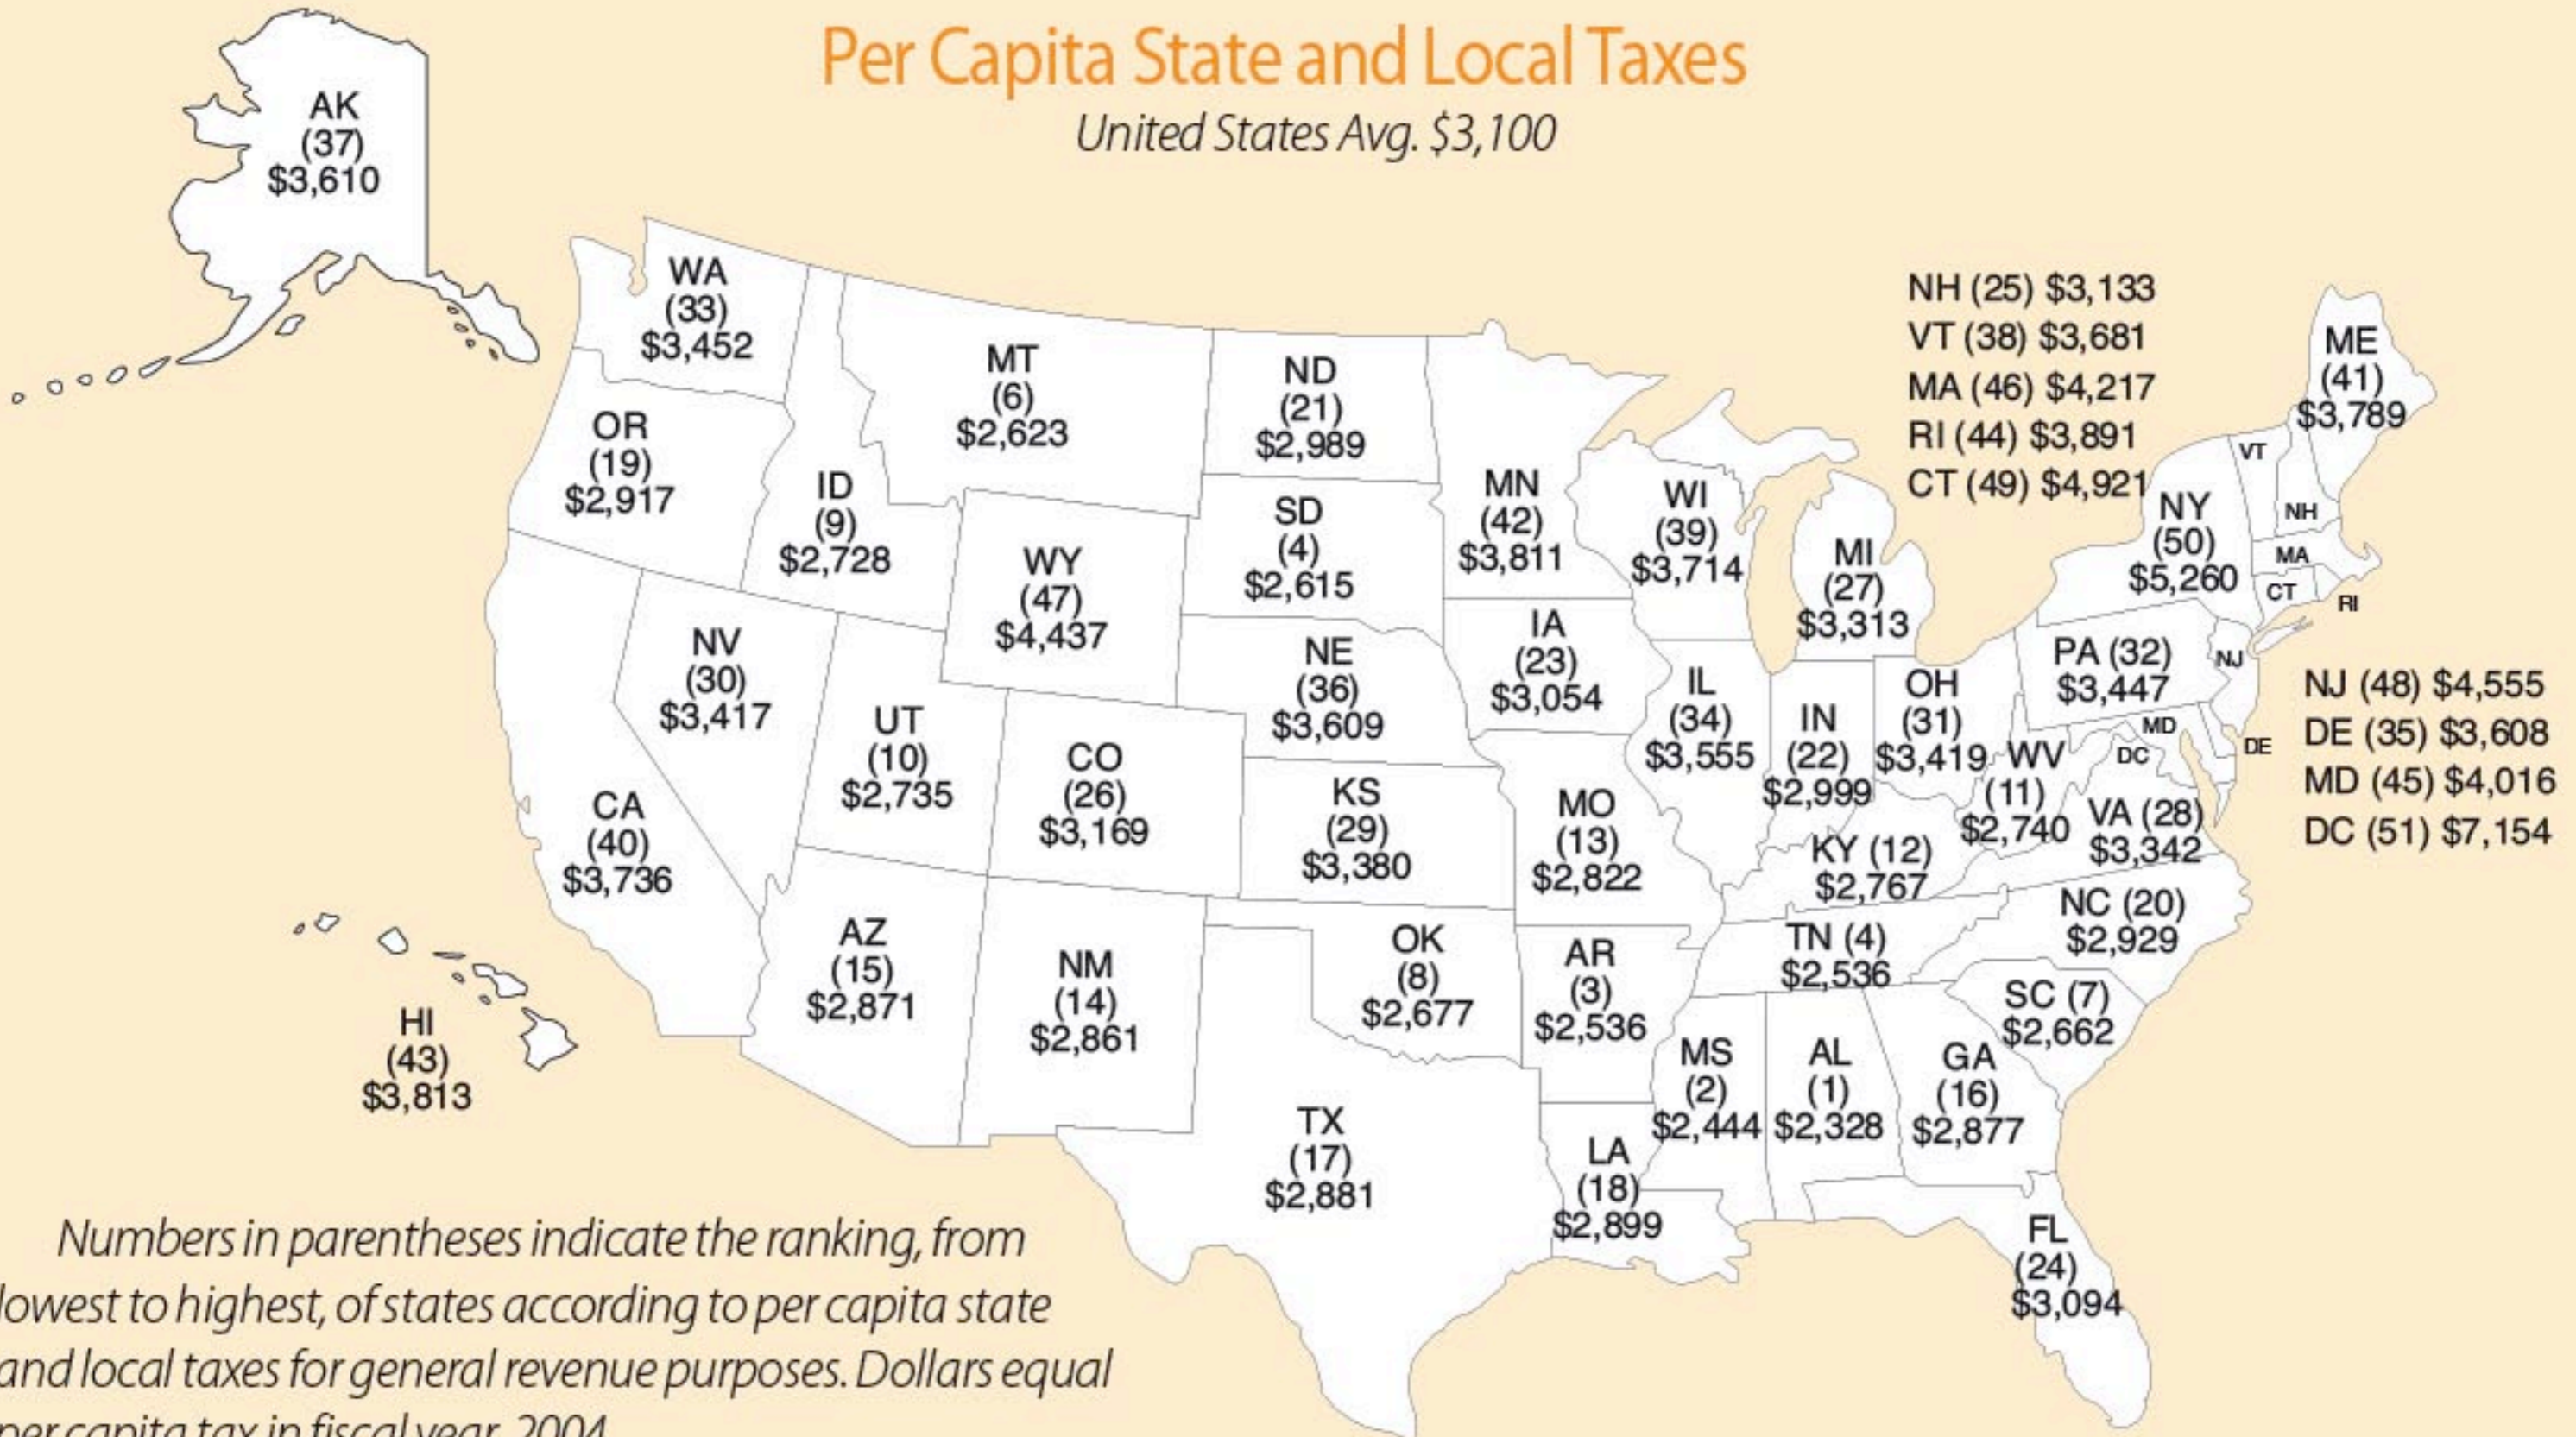 Per Capita State and Local Taxes
United States Avg. $3,100
AK
(37)
$3,610
WA
(33)
$3,452
OR
(19)
$2,917
ID
(9)
$2,728
MT
(6)
$2,623
ND
(21)
$2,989
SD
(4)
$2,615
WY
(47)
$4,437
NV
(30)
$3,417
UT
(10)
$2,735
CO
(26)
$3,169
CA
(40)
$3,736
AZ
(15)
$2,871
NM
(14)
$2,861
NE
(36)
$3,609
KS
(29)
$3,380
OK
(8)
$2,677
TX
(17)
$2,881
MN
(42)
$3,811
IA
(23)
$3,054
MO
(13)
$2,822
AR
(3)
$2,536
LA
(18)
$2,899
WI
(39)
$3,714
IL
(34)
$3,555
MI
(27)
$3,313
IN
(22)
$2,999
OH
(31)
$3,419
WV
(11)
$2,740
KY (12)
$2,767
TN (4)
$2,536
MS
(2)
$2,444
AL
(1)
$2,328
GA
(16)
$2,877
FL
(24)
$3,094
SC (7)
$2,662
NC (20)
$2,929
VA (28)
$3,342
PA (32)
$3,447
NY
(50)
$5,260
ME
(41)
$3,789
VT
NH
MA
CT
RI
NJ
MD
DC
DE
NH (25) $3,133
VT (38) $3,681
MA (46) $4,217
RI (44) $3,891
CT (49) $4,921
NJ (48) $4,555
DE (35) $3,608
MD (45) $4,016
DC (51) $7,154
HI
(43)
$3,813
Numbers in parentheses indicate the ranking, from
lowest to highest, of states according to per capita state
and local taxes for general revenue purposes. Dollars equal
per capita tax in fiscal year 2004